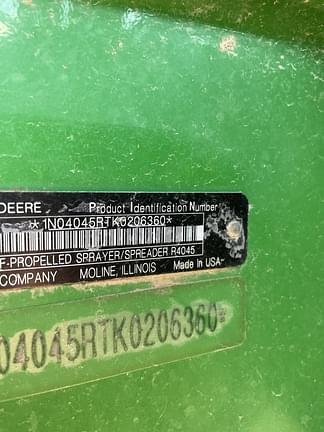 DEERE Product Identification Number
*1N04045RTK0206360*
F-PROPELLED SPRAYER/SPREADER R4045
COMPANY MOLINE, ILLINOIS Made In USA
04045RTK0206360*